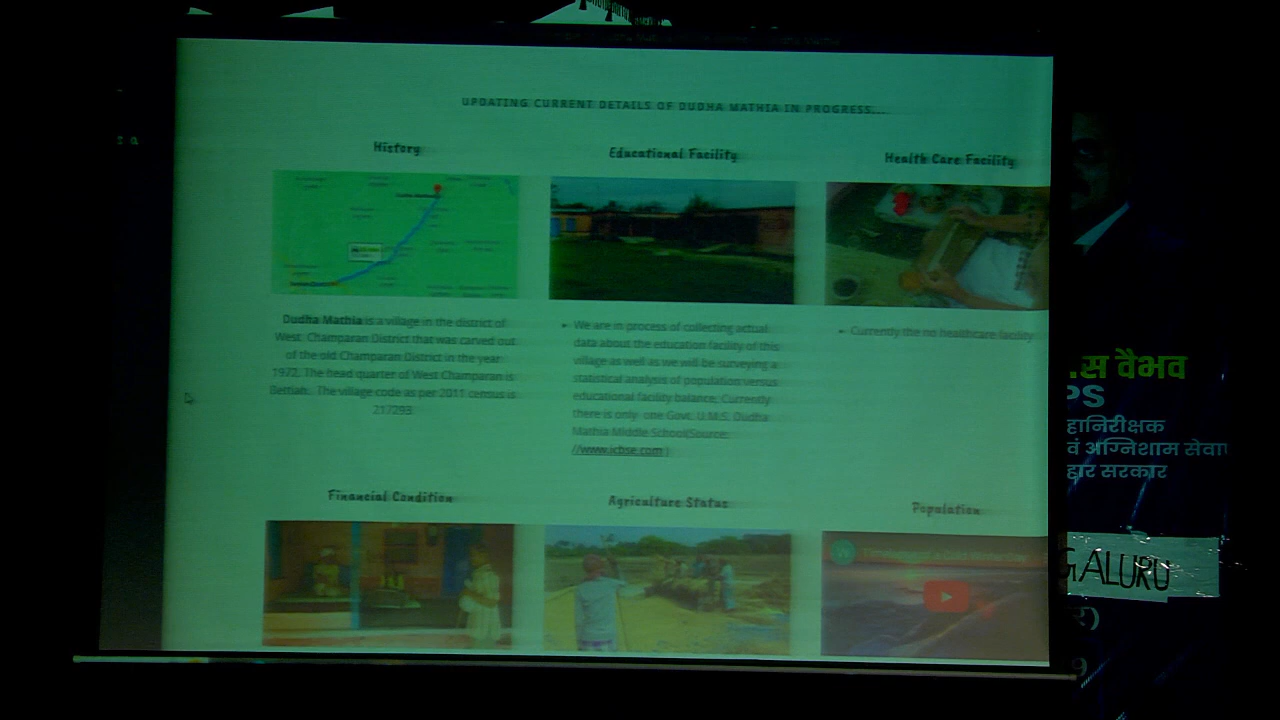 UPDATING CURRENT DETAILS OF DUDHA MATHIA IN PROGRESS....
History
Educational Facility
Health Care Facility
Dudha Mathia is a village in the district of
West Champaran District that was carved out
of the old Champaran District in the year
1972. The head quarter of West Champaran is
Bettiah. The village code as per 2011 census is
217293
We are in process of collecting actual
data about the education facility of this
village as well as we will be surveying a
statistical analysis of population versus
educational facility balance, Currently
there is only one Govt. U.M.S. Dudha
Mathia Middle School(Source:
//www.icbse.com )
Currently the no healthcare facility
Financial Condition
Agriculture Status
Population
.स वैभव
PS
हानिरीक्षक
वं अग्निशाम सेवा
हार सरकार
GALURU
र)
9